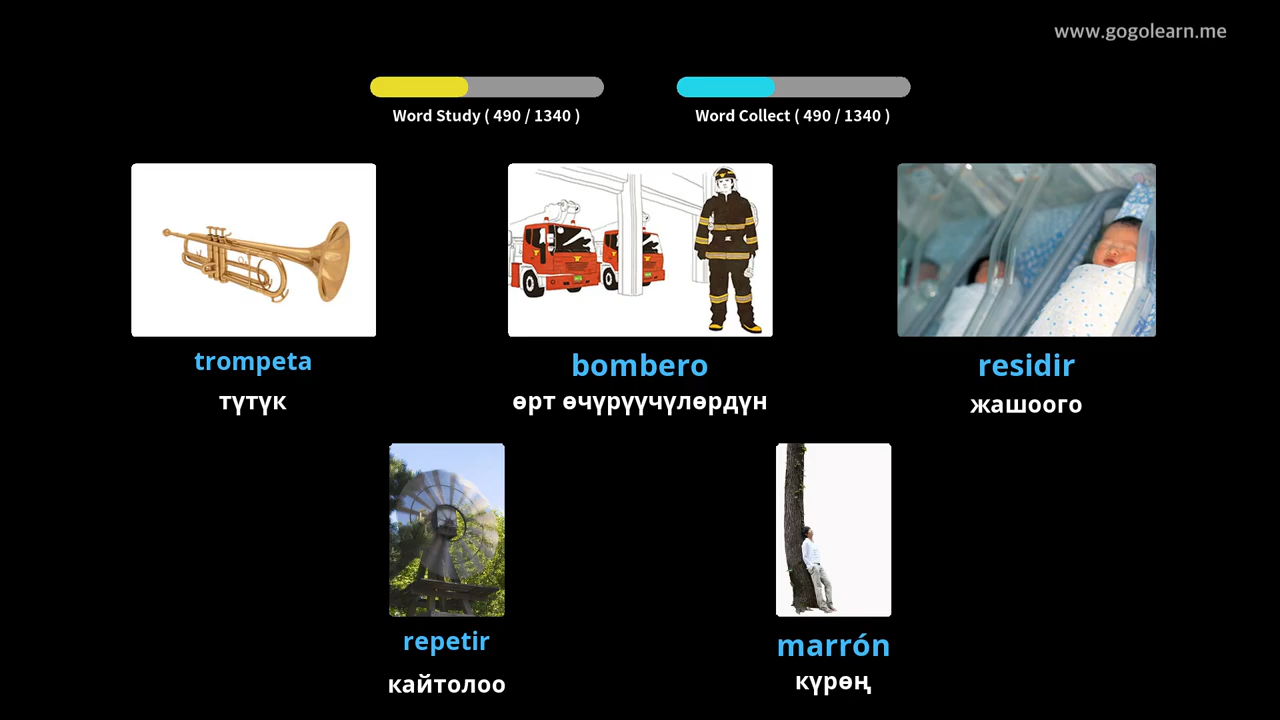 www.gogolearn.me
Word Study ( 490 / 1340 )
Word Collect ( 490 / 1340 )
trompeta
bombero
residir
түтүк
өрт өчүрүүчүлөрдүн
жашоого
repetir
marrón
кайтолоо
күрөң